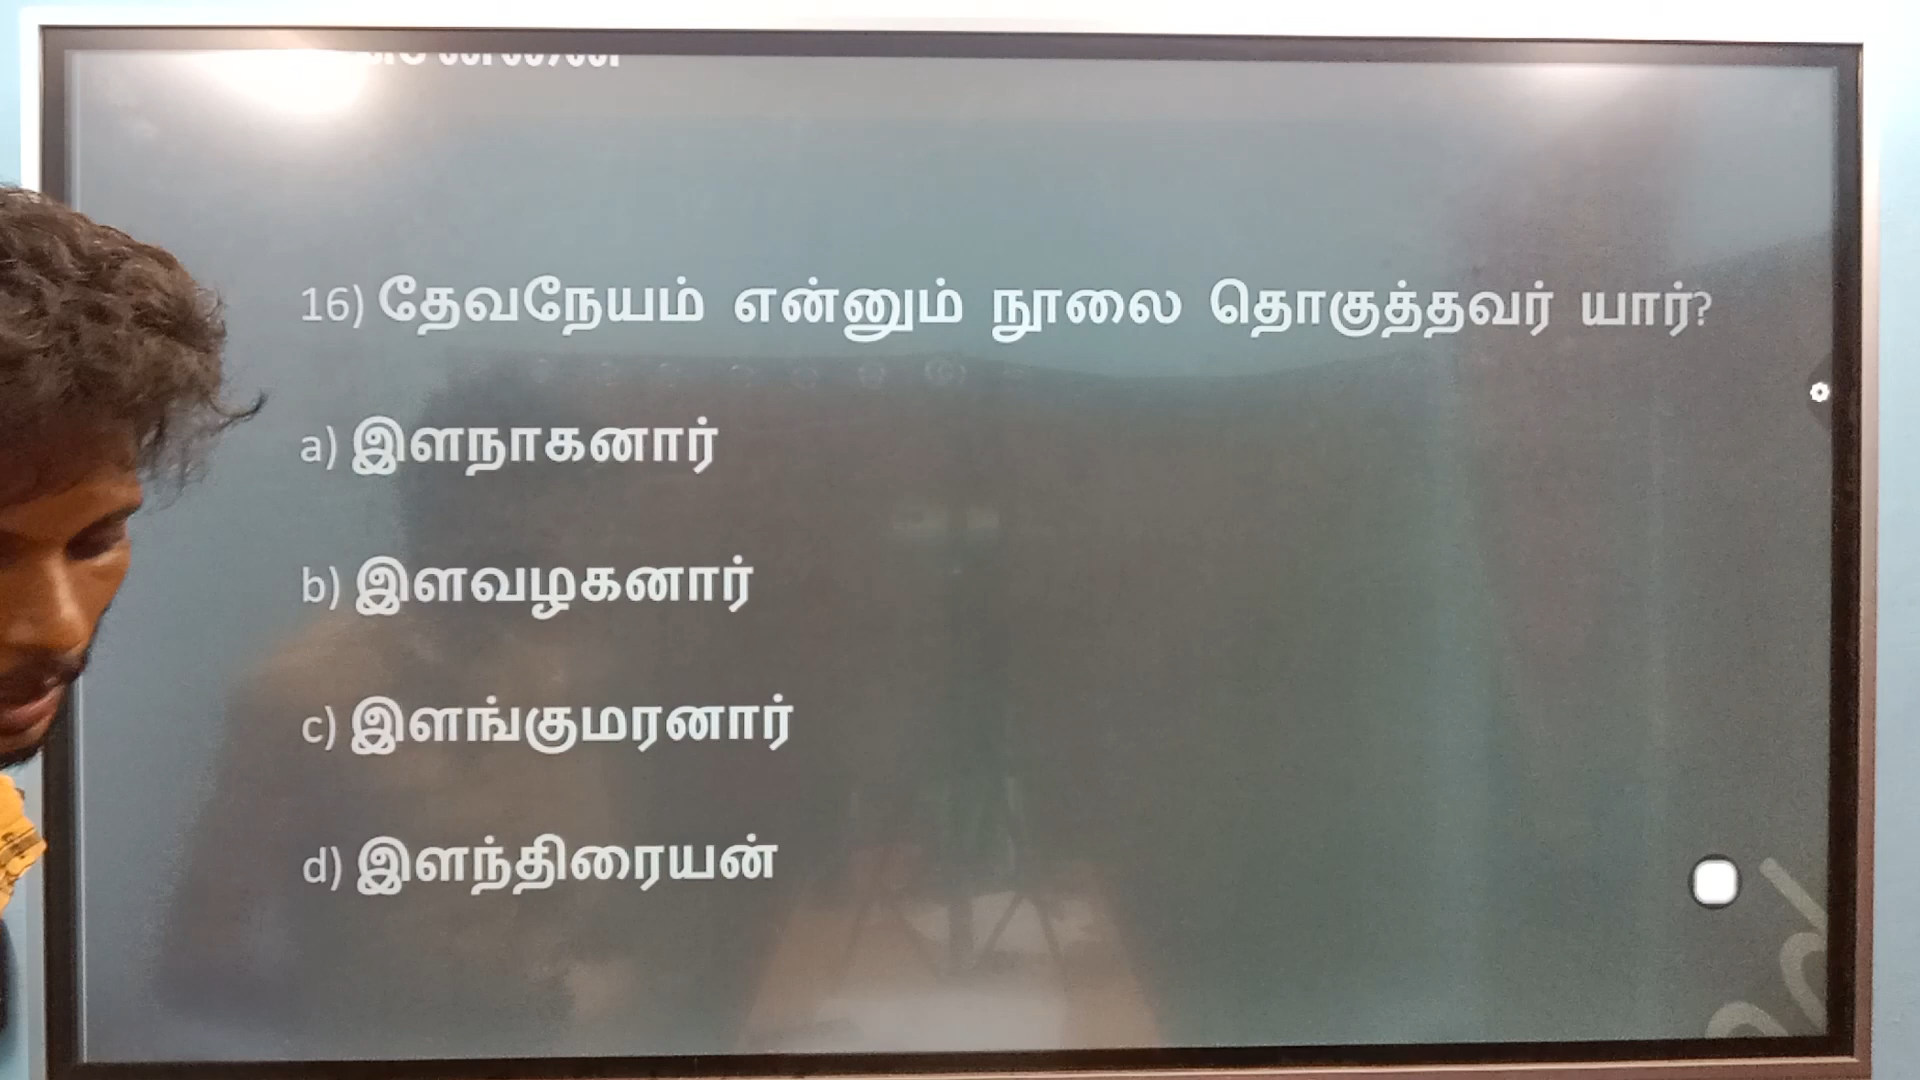 16) தேவநேயம் என்னும் நூலை தொகுத்தவர் யார்?
a) இளநாகனார்
b) இளவழகனார்
c) இளங்குமரனார்
d) இளந்திரையன்